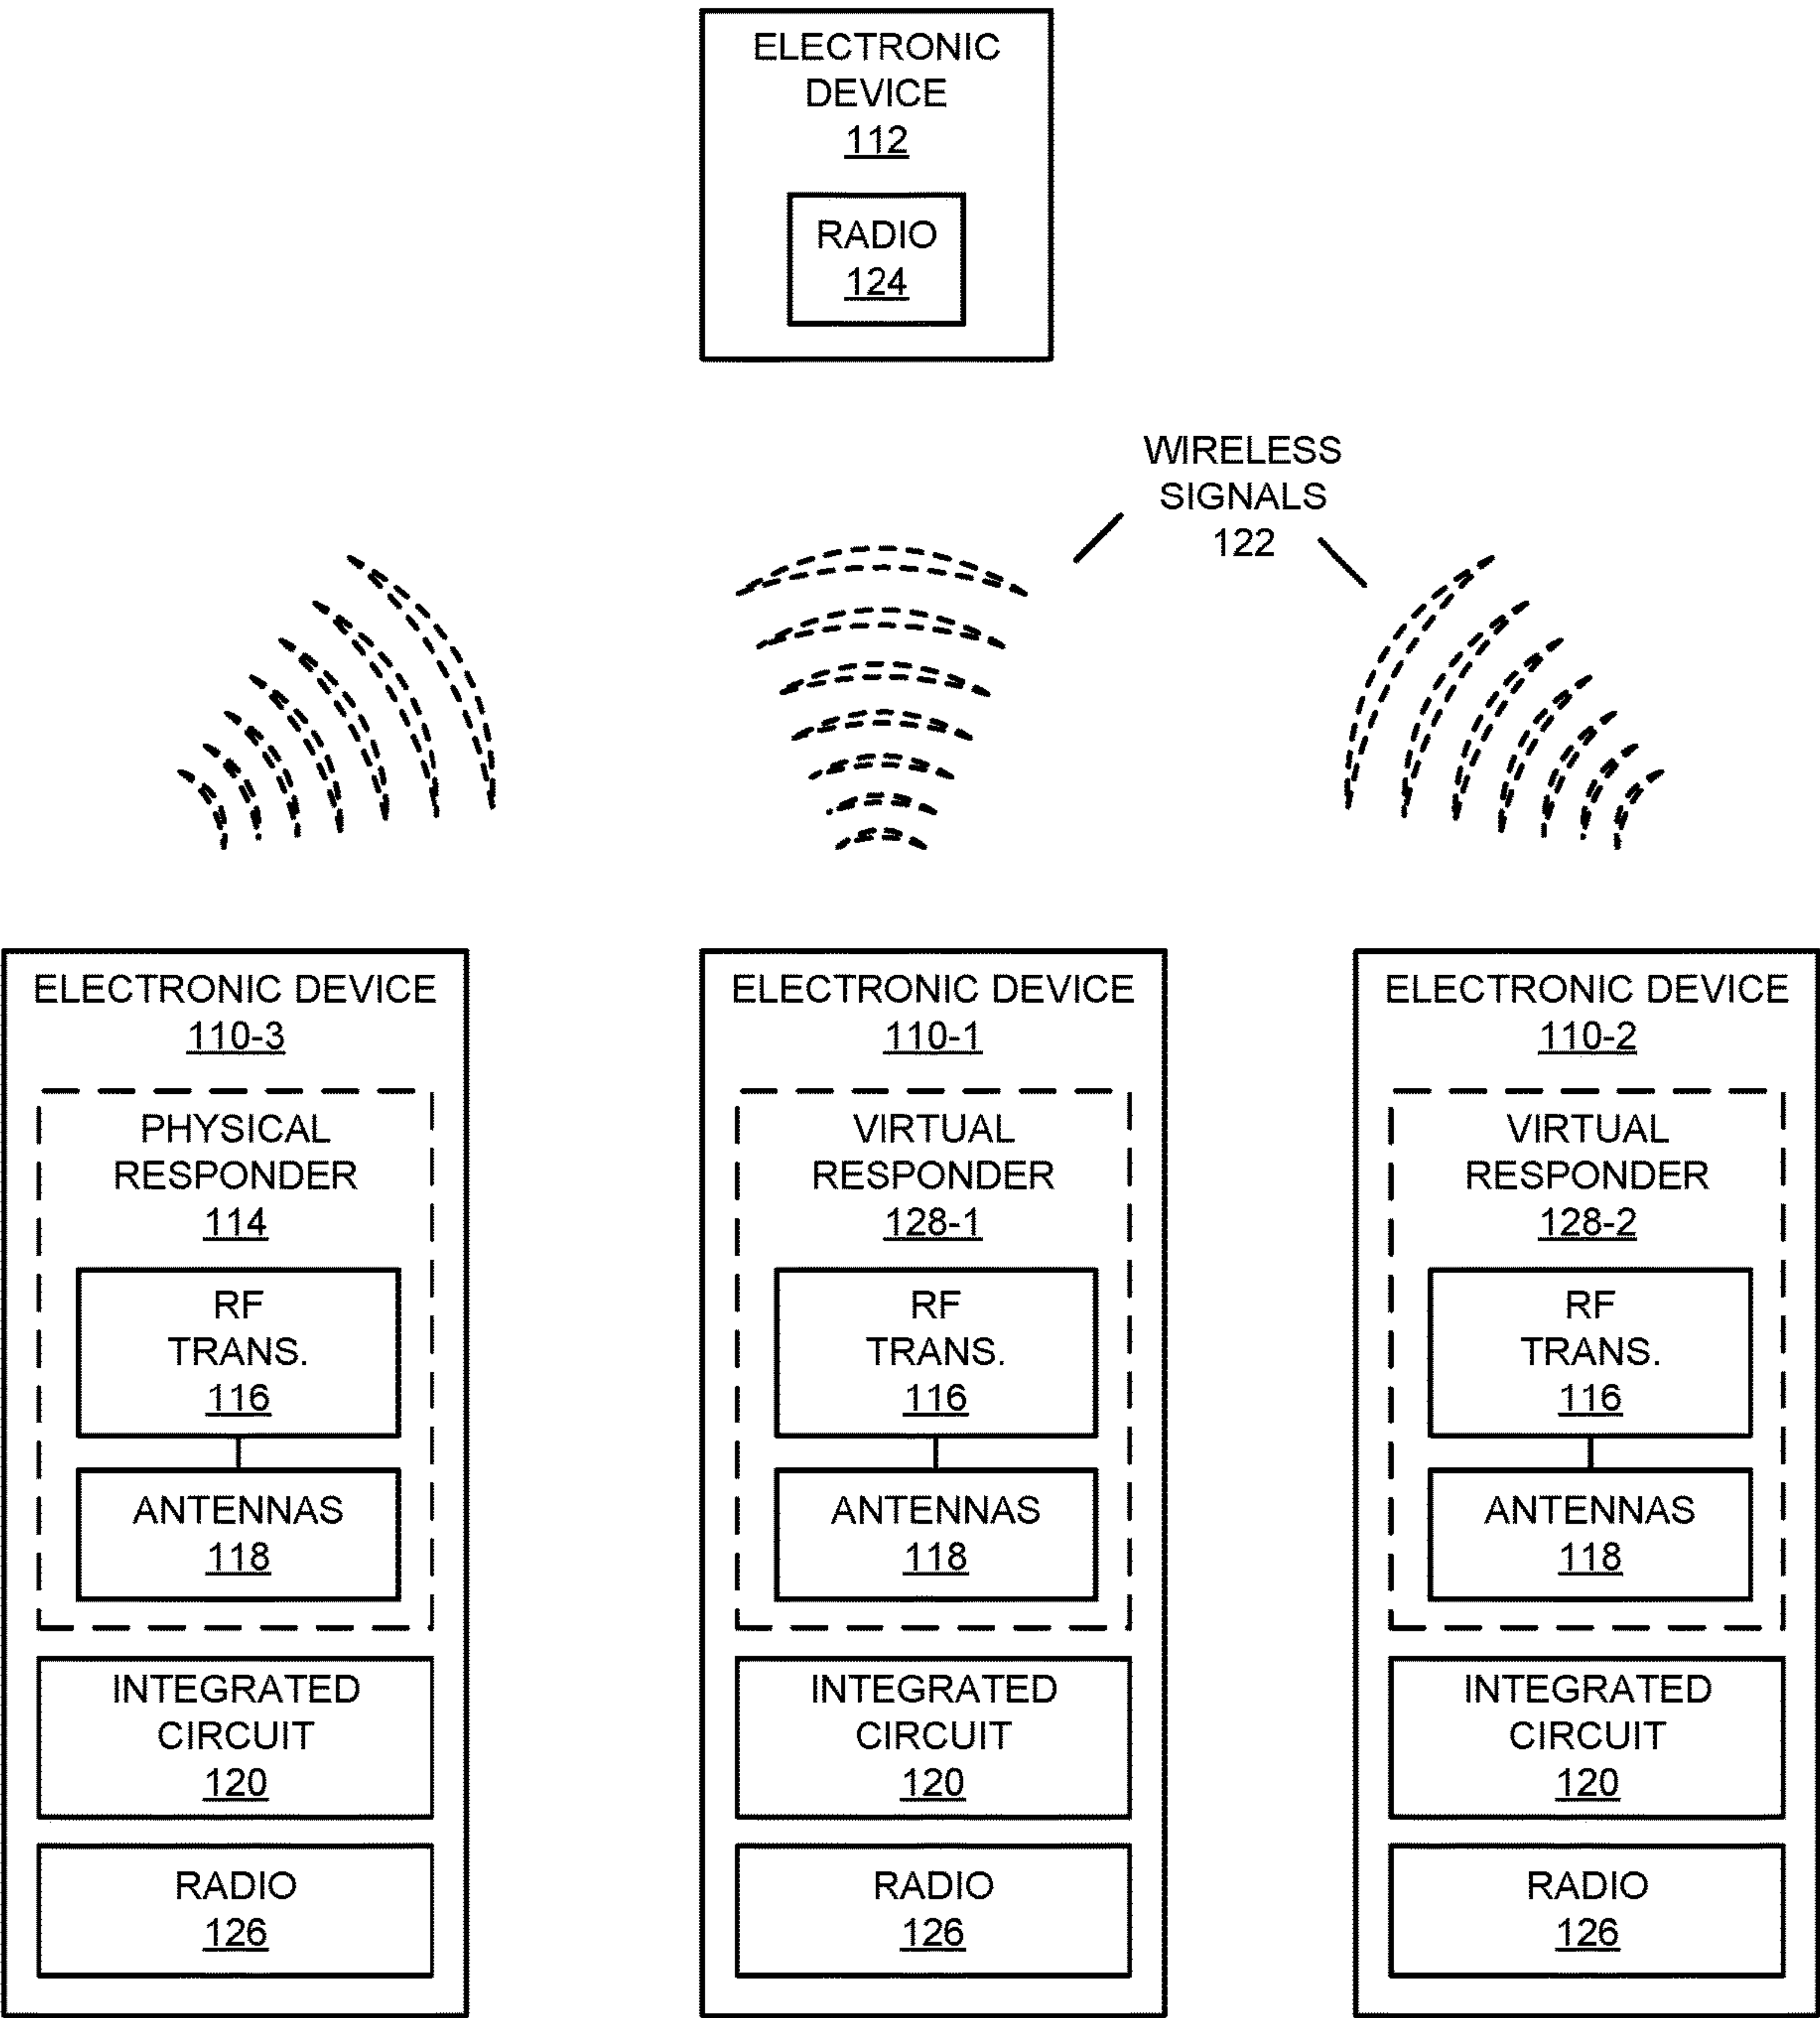 ELECTRONIC
DEVICE
112
RADIO
124
WIRELESS
SIGNALS
122
ELECTRONIC DEVICE
110-3
PHYSICAL
RESPONDER
114
RF
TRANS.
116
ANTENNAS
118
INTEGRATED
CIRCUIT
120
RADIO
126
ELECTRONIC DEVICE
110-1
VIRTUAL
RESPONDER
128-1
RF
TRANS.
116
ANTENNAS
118
INTEGRATED
CIRCUIT
120
RADIO
126
ELECTRONIC DEVICE
110-2
VIRTUAL
RESPONDER
128-2
RF
TRANS.
116
ANTENNAS
118
INTEGRATED
CIRCUIT
120
RADIO
126